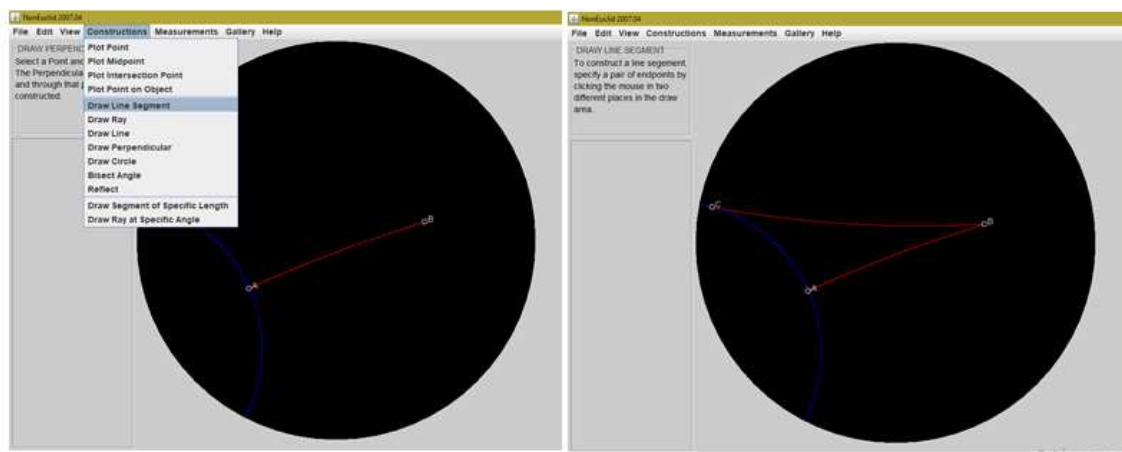 NonEuclid 2007.04
File Edit View Constructions Measurements Gallery Help
DRAW PERPEND
Select a Point and
The Perpendicula
and through that
constructed.
Plot Point
Plot Midpoint
Plot Intersection Point
Plot Point on Object
Draw Line Segment
Draw Ray
Draw Line
Draw Perpendicular
Draw Circle
Bisect Angle
Reflect
Draw Segment of Specific Length
Draw Ray at Specific Angle
B
A
NonEuclid 2007.04
File Edit View Constructions Measurements Gallery Help
DRAW LINE SEGMENT
To construct a line segement,
specify a pair of endpoints by
clicking the mouse in two
different places in the draw
area.
C
B
A